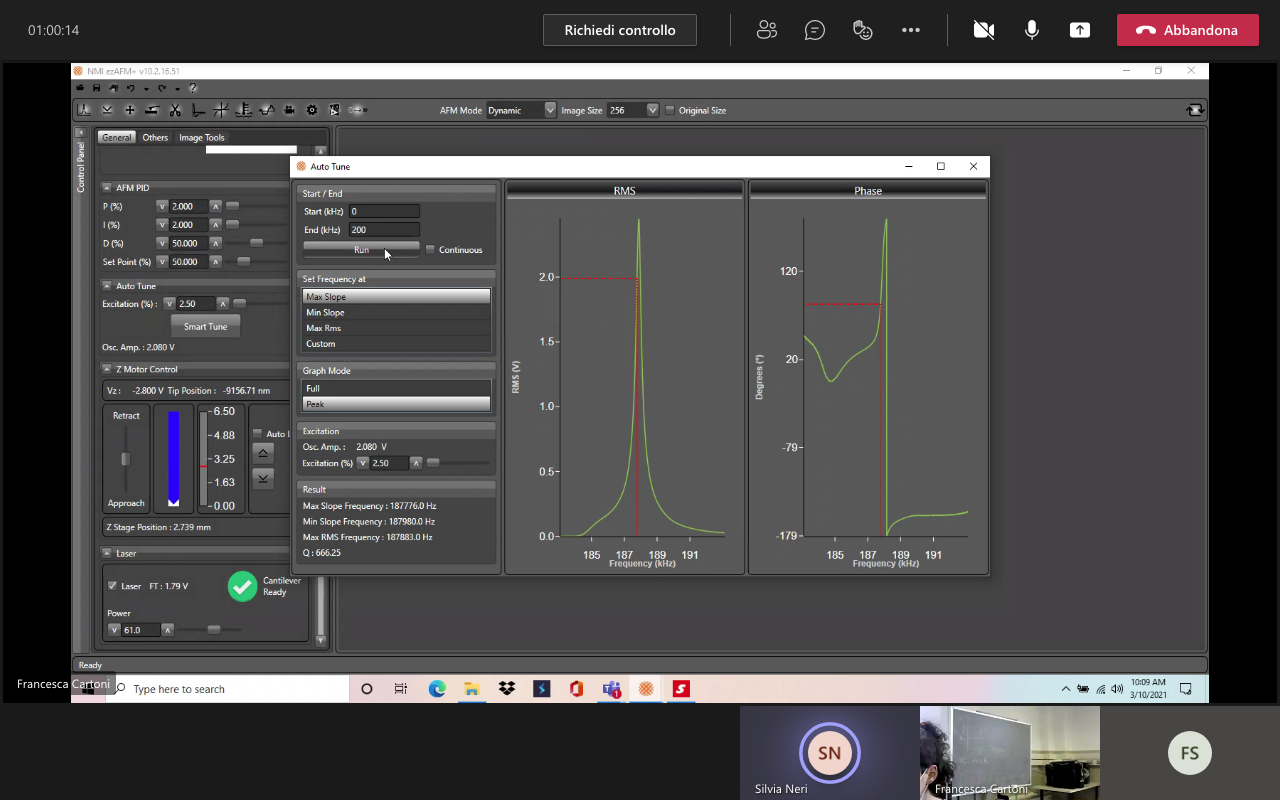 01:00:14
Richiedi controllo
Abbandona
NMI ezAFM+ v10.2.16.51
AFM Mode Dynamic Image Size 256 Original Size
Control Panel
General Others Image Tools
AFM PID
P (%) 2.000
I (%) 2.000
D (%) 50.000
Set Point (%) 50.000
Auto Tune
Excitation (%) : 2.50
Smart Tune
Osc. Amp. : 2.080 V
Z Motor Control
Vz : -2.800 V Tip Position : -9156.71 nm
Retract
Approach
6.50
4.88
3.25
1.63
0.00
Z Stage Position : 2.739 mm
Laser
Laser FT : 1.79 V
Cantilever
Ready
Power
61.0
Auto Tune
Start / End
Start (kHz) 0
End (kHz) 200
Run Continuous
Set Frequency at
Max Slope
Min Slope
Max Rms
Custom
Graph Mode
Full
Peak
Excitation
Osc. Amp. : 2.080 V
Excitation (%) 2.50
Result
Max Slope Frequency : 187776.0 Hz
Min Slope Frequency : 187980.0 Hz
Max RMS Frequency : 187883.0 Hz
Q : 666.25
RMS
RMS (V)
2.0
1.5
1.0
0.5
0.0
185 187 189 191
Frequency (kHz)
Phase
Degrees (°)
120
20
-79
-179
185 187 189 191
Frequency (kHz)
Ready
Francesca Cartoni
Type here to search
10:09 AM
3/10/2021
SN
Silvia Neri
Francesca Cartoni
FS